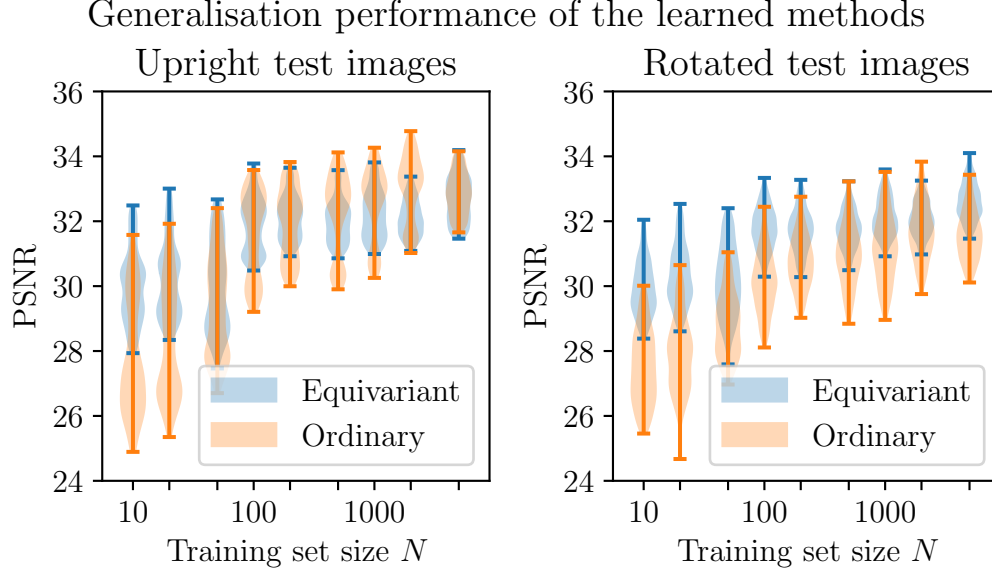 Generalisation performance of the learned methods
Upright test images
36
34
32
30
28
26
24
PSNR
10
100
1000
Training set size N
Equivariant
Ordinary
Rotated test images
36
34
32
30
28
26
24
PSNR
10
100
1000
Training set size N
Equivariant
Ordinary